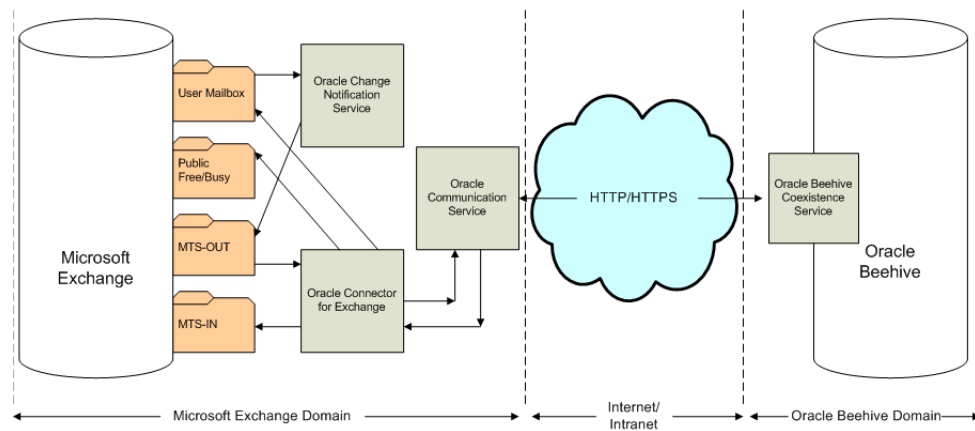 User Mailbox
Oracle Change
Notification
Service
Public
Free/Busy
Oracle
Communication
Service
HTTP/HTTPS
Oracle Beehive
Coexistence
Service
Microsoft
Exchange
MTS-OUT
Oracle
Beehive
Oracle Connector
for Exchange
MTS-IN
Microsoft Exchange Domain
Internet/
Intranet
Oracle Beehive Domain